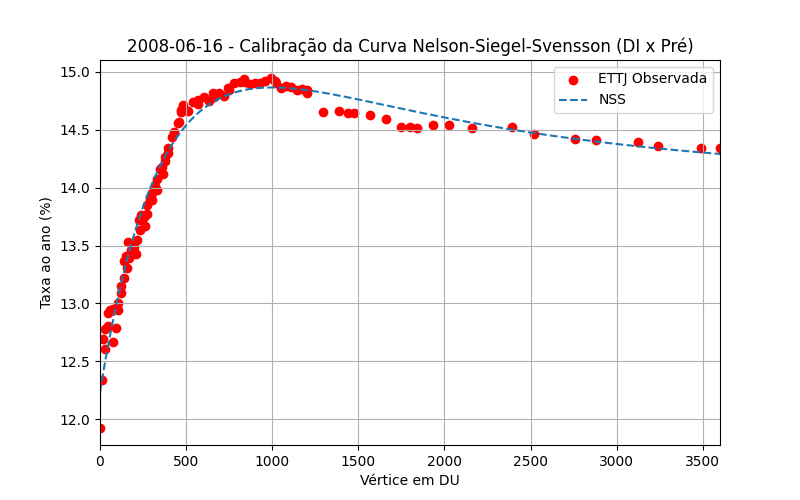 2008-06-16 - Calibração da Curva Nelson-Siegel-Svensson (DI x Pré)
ETTJ Observada
NSS
Taxa ao ano (%)
15.0
14.5
14.0
13.5
13.0
12.5
12.0
0 500 1000 1500 2000 2500 3000 3500
Vértice em DU